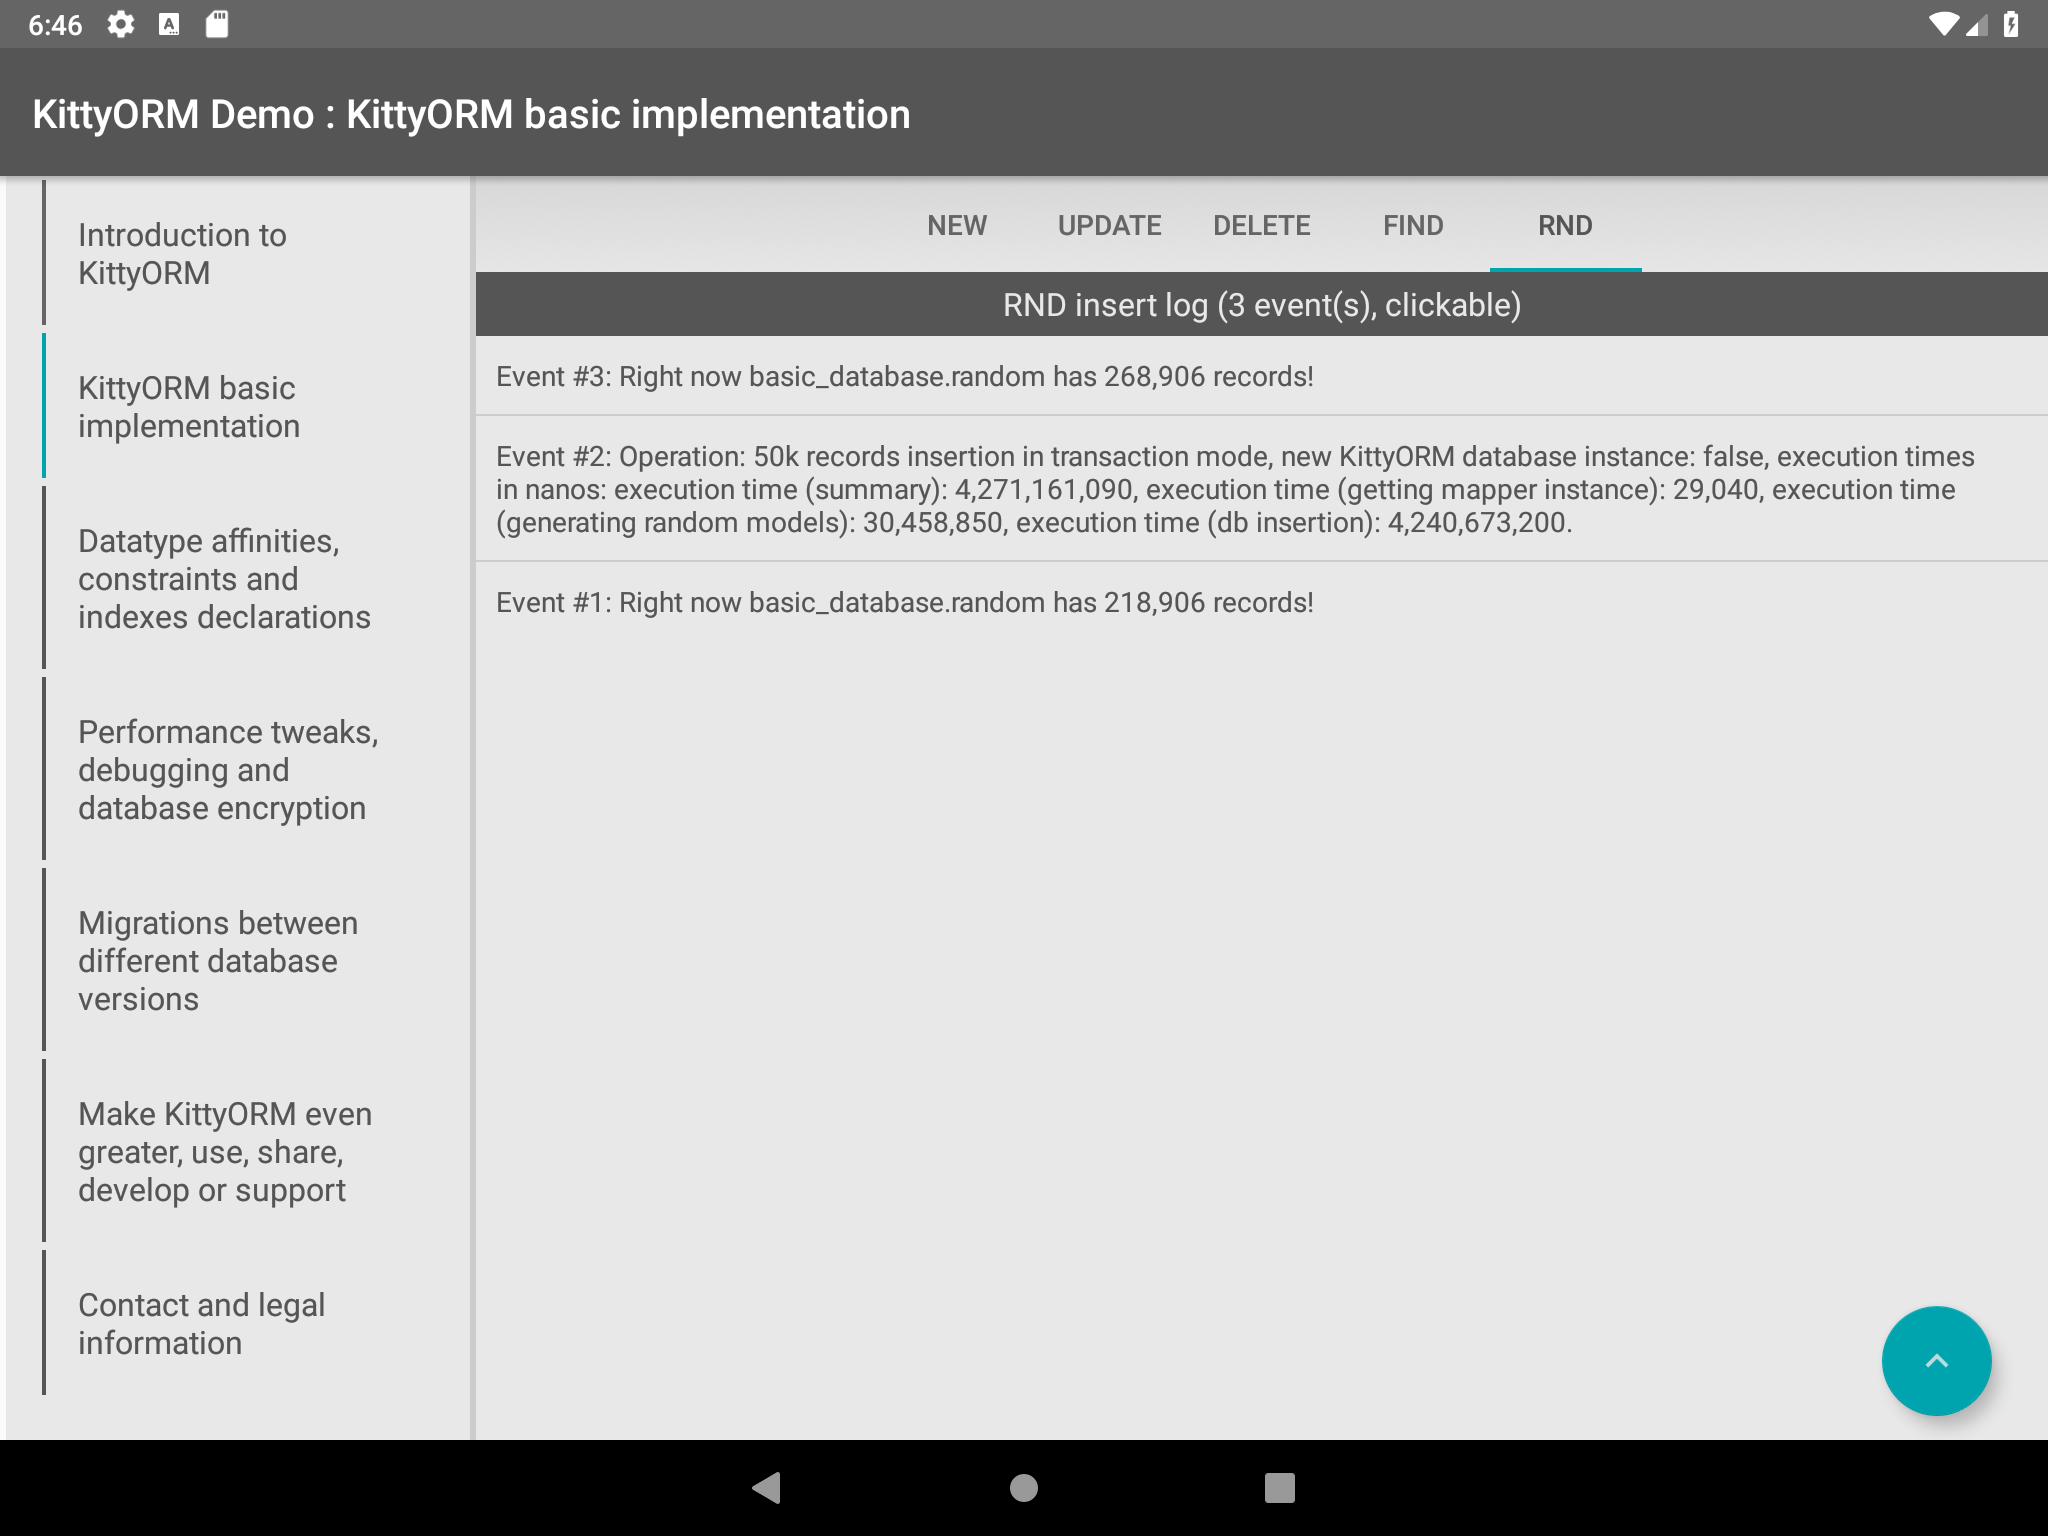 6:46
KittyORM Demo : KittyORM basic implementation
Introduction to
KittyORM
KittyORM basic
implementation
Datatype affinities,
constraints and
indexes declarations
Performance tweaks,
debugging and
database encryption
Migrations between
different database
versions
Make KittyORM even
greater, use, share,
develop or support
Contact and legal
information
NEW UPDATE DELETE FIND RND
RND insert log (3 event(s), clickable)
Event #3: Right now basic_database.random has 268,906 records!
Event #2: Operation: 50k records insertion in transaction mode, new KittyORM database instance: false, execution times
in nanos: execution time (summary): 4,271,161,090, execution time (getting mapper instance): 29,040, execution time
(generating random models): 30,458,850, execution time (db insertion): 4,240,673,200.
Event #1: Right now basic_database.random has 218,906 records!